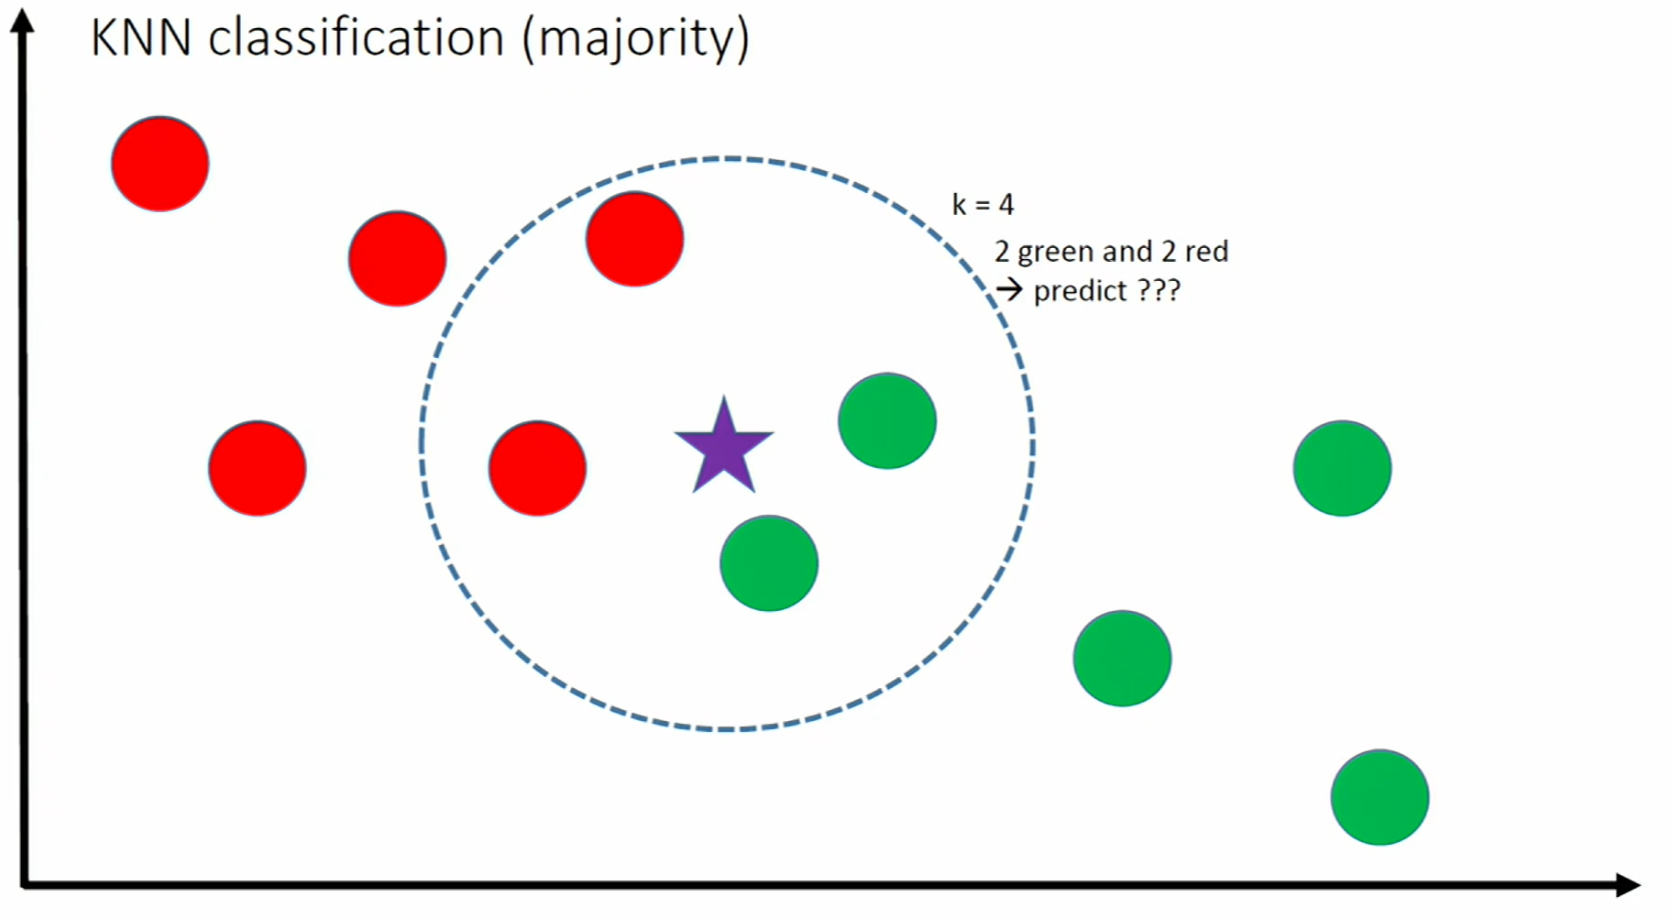 KNN classification (majority)
k = 4
2 green and 2 red
→ predict ???